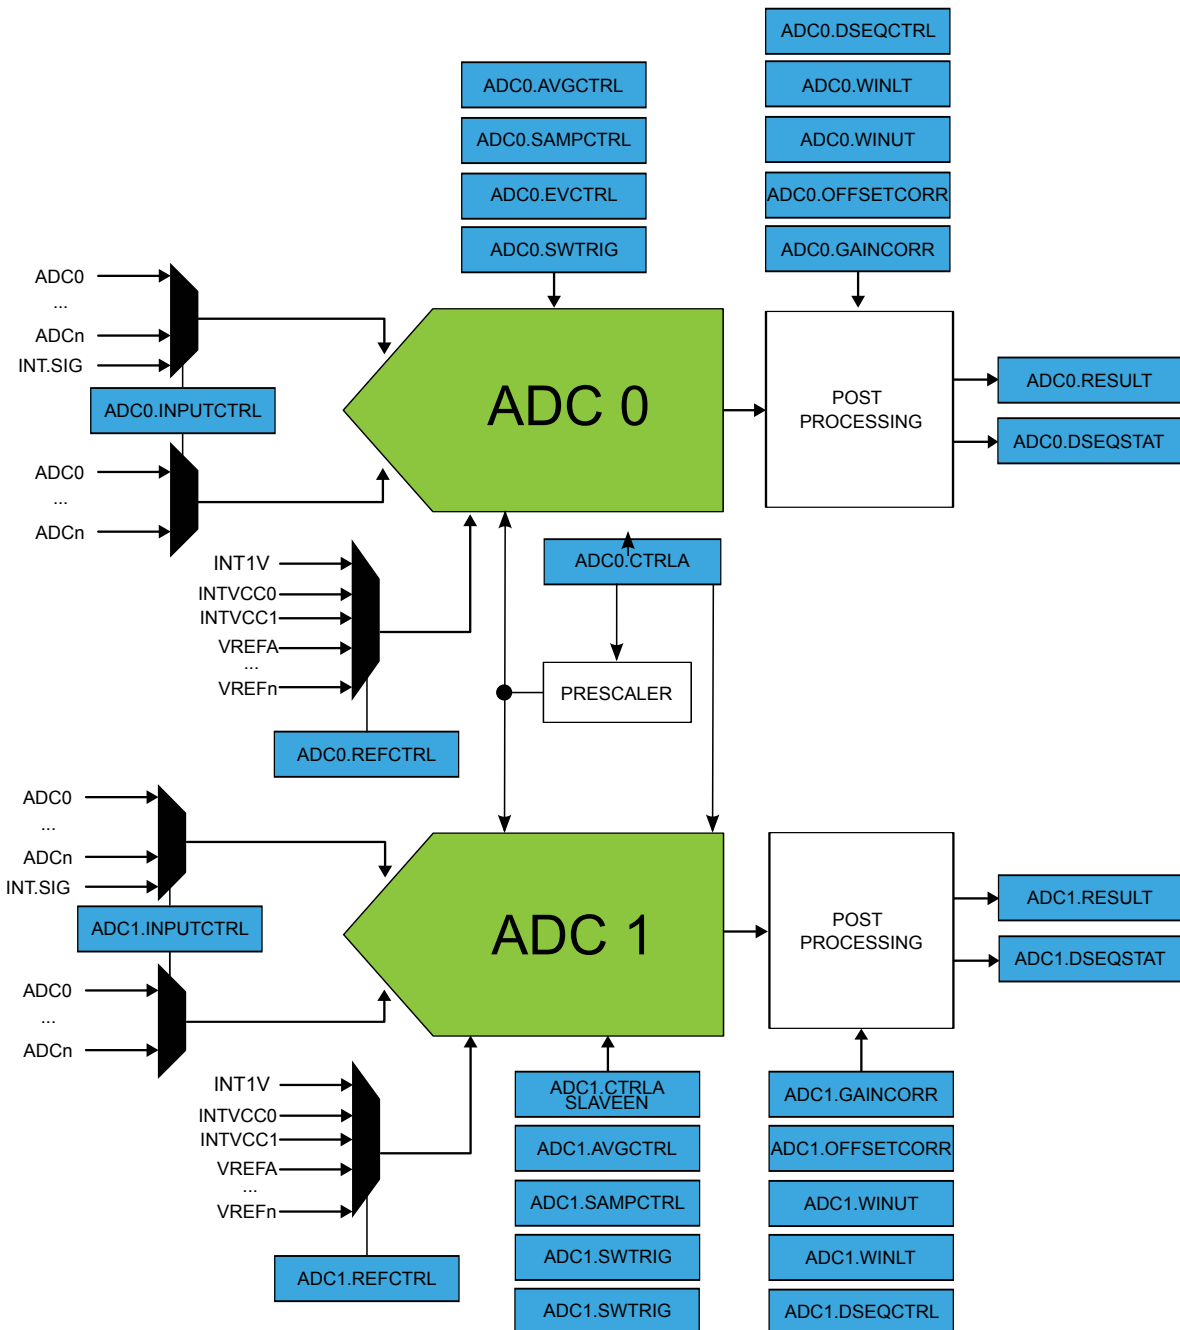 ADC0.DSEQCTRL
ADC0.AVGCTRL
ADC0.WINLT
ADC0.SAMPCTRL
ADC0.WINUT
ADC0.EVCTRL
ADC0.OFFSETCORR
ADC0.SWTRIG
ADC0.GAINCORR
ADC0
...
ADCn
INT.SIG
ADC0.INPUTCTRL
ADC0
...
ADCn
ADC 0
POST
PROCESSING
ADC0.RESULT
ADC0.DSEQSTAT
INT1V
INTVCC0
INTVCC1
VREFA
...
VREFn
ADC0.CTRLA
PRESCALER
ADC0.REFCTRL
ADC0
...
ADCn
INT.SIG
ADC1.INPUTCTRL
ADC0
...
ADCn
ADC 1
POST
PROCESSING
ADC1.RESULT
ADC1.DSEQSTAT
INT1V
INTVCC0
INTVCC1
VREFA
...
VREFn
ADC1.REFCTRL
ADC1.CTRLA
SLAVEEN
ADC1.AVGCTRL
ADC1.SAMPCTRL
ADC1.SWTRIG
ADC1.SWTRIG
ADC1.GAINCORR
ADC1.OFFSETCORR
ADC1.WINUT
ADC1.WINLT
ADC1.DSEQCTRL